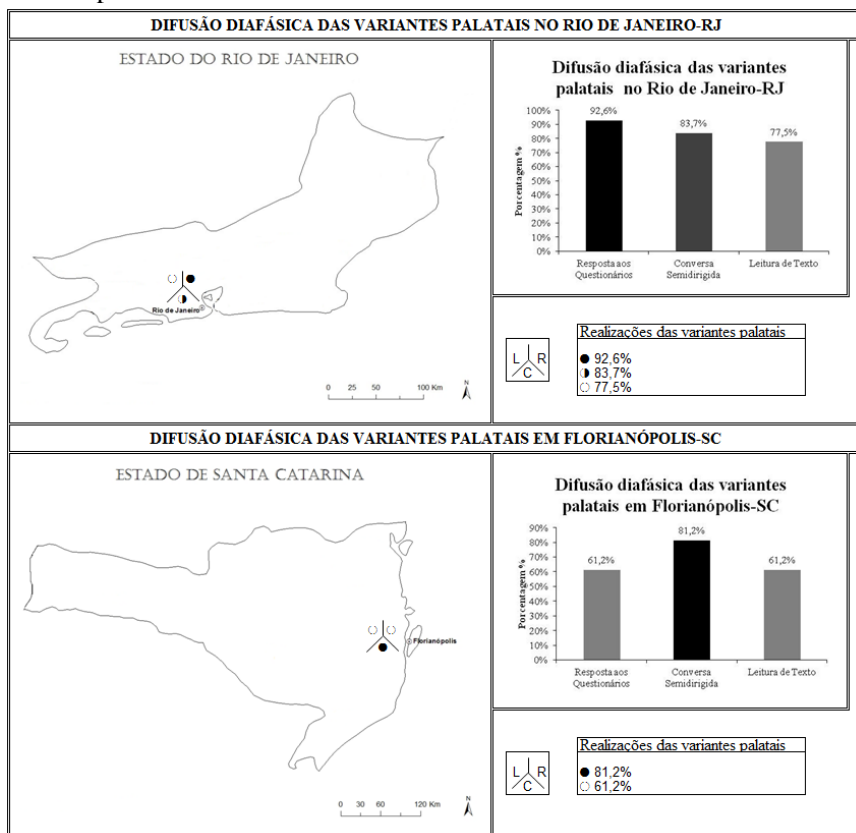 DIFUSÃO DIAFÁSICA DAS VARIANTES PALATAIS NO RIO DE JANEIRO-RJ
ESTADO DO RIO DE JANEIRO
Rio de Janeiro
0 25 50 100 Km
N
Difusão diafásica das variantes
palatais no Rio de Janeiro-RJ
Porcentagem %
100%
90%
80%
70%
60%
50%
40%
30%
20%
10%
0%
92,6%
83,7%
77,5%
Resposta aos
Questionários
Conversa
Semidirigida
Leitura de Texto
L R
C
Realizações das variantes palatais
92,6%
83,7%
77,5%
DIFUSÃO DIAFÁSICA DAS VARIANTES PALATAIS EM FLORIANÓPOLIS-SC
ESTADO DE SANTA CATARINA
Florianópolis
0 30 60 120 Km
N
Difusão diafásica das variantes
palatais em Florianópolis-SC
Porcentagem %
90%
80%
70%
60%
50%
40%
30%
20%
10%
0%
61,2%
81,2%
61,2%
Resposta aos
Questionários
Conversa
Semidirigida
Leitura de Texto
L R
C
Realizações das variantes palatais
81,2%
61,2%